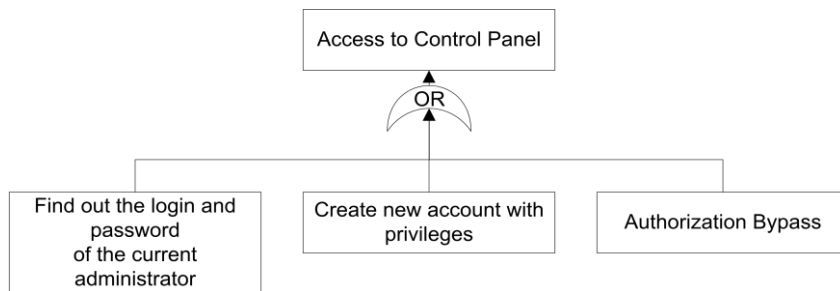 Access to Control Panel
OR
Find out the login and
password
of the current
administrator
Create new account with
privileges
Authorization Bypass